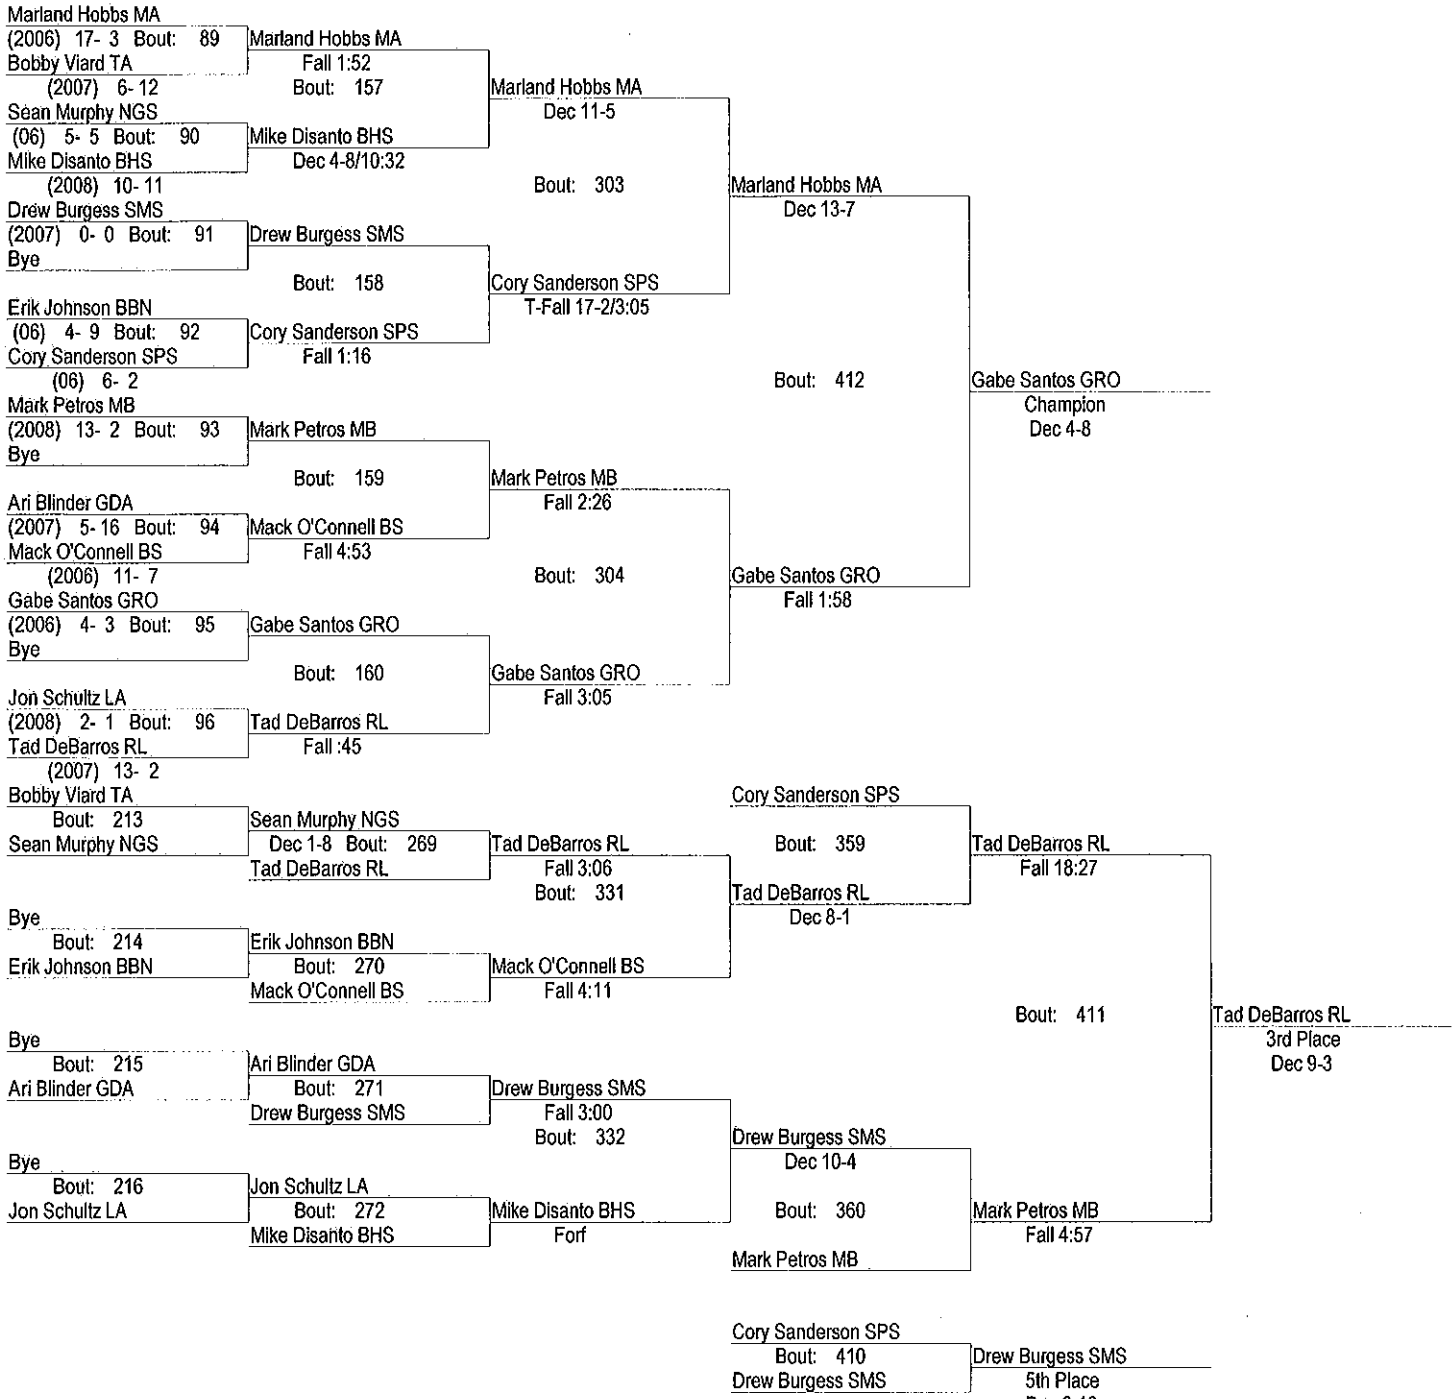 Marland Hobbs MA
(2006) 17- 3 Bout: 89
Bobby Viard TA
(2007) 6- 12
Sean Murphy NGS
(06) 5- 5 Bout: 90
Mike Disanto BHS
(2008) 10- 11
Drew Burgess SMS
(2007) 0- 0 Bout: 91
Bye
Erik Johnson BBN
(06) 4- 9 Bout: 92
Cory Sanderson SPS
(06) 6- 2
Mark Petros MB
(2008) 13- 2 Bout: 93
Bye
Ari Blinder GDA
(2007) 5- 16 Bout: 94
Mack O'Connell BS
(2006) 11- 7
Gabe Santos GRO
(2006) 4- 3 Bout: 95
Bye
Jon Schultz LA
(2008) 2- 1 Bout: 96
Tad DeBarros RL
(2007) 13- 2
Marland Hobbs MA
Fall 1:52
Bout: 157
Mike Disanto BHS
Dec 4-8/10:32
Drew Burgess SMS
Bout: 158
Cory Sanderson SPS
Fall 1:16
Mark Petros MB
Bout: 159
Mack O'Connell BS
Fall 4:53
Gabe Santos GRO
Bout: 160
Tad DeBarros RL
Fall :45
Marland Hobbs MA
Dec 11-5
Bout: 303
Cory Sanderson SPS
T-Fall 17-2/3:05
Mark Petros MB
Fall 2:26
Bout: 304
Gabe Santos GRO
Fall 3:05
Marland Hobbs MA
Dec 13-7
Bout: 412
Gabe Santos GRO
Fall 1:58
Gabe Santos GRO
Champion
Dec 4-8
Bobby Viard TA
Bout: 213
Sean Murphy NGS
Bye
Bout: 214
Erik Johnson BBN
Bye
Bout: 215
Ari Blinder GDA
Bye
Bout: 216
Jon Schultz LA
Sean Murphy NGS
Dec 1-8 Bout: 269
Tad DeBarros RL
Erik Johnson BBN
Bout: 270
Mack O'Connell BS
Ari Blinder GDA
Bout: 271
Drew Burgess SMS
Jon Schultz LA
Bout: 272
Mike Disanto BHS
Tad DeBarros RL
Fall 3:06
Bout: 331
Mack O'Connell BS
Fall 4:11
Drew Burgess SMS
Fall 3:00
Bout: 332
Mike Disanto BHS
Forf
Cory Sanderson SPS
Bout: 359
Tad DeBarros RL
Dec 8-1
Drew Burgess SMS
Dec 10-4
Bout: 360
Mark Petros MB
Tad DeBarros RL
Fall 18:27
Bout: 411
Mark Petros MB
Fall 4:57
Tad DeBarros RL
3rd Place
Dec 9-3
Cory Sanderson SPS
Bout: 410
Drew Burgess SMS
Drew Burgess SMS
5th Place